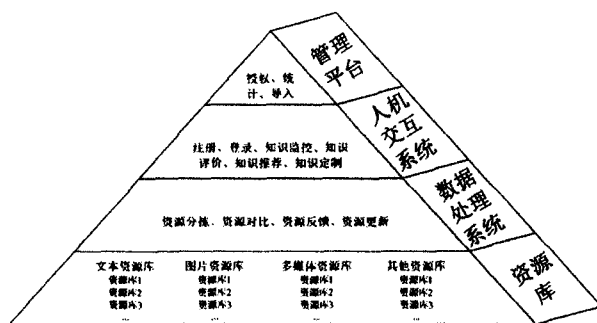 授权、统
计、导入
管理
平台
注册、登录、知识监控、知识
评价、知识推荐、知识定制
人机
交互
系统
资源分拣、资源对比、资源反馈、资源更新
数据
处理
系统
文本资源库 图片资源库 多媒体资源库 其他资源库
资源库1 资源库1 资源库1 资源库1
资源库2 资源库2 资源库2 资源库2
资源库3 资源库3 资源库3 资源库3
资源
库